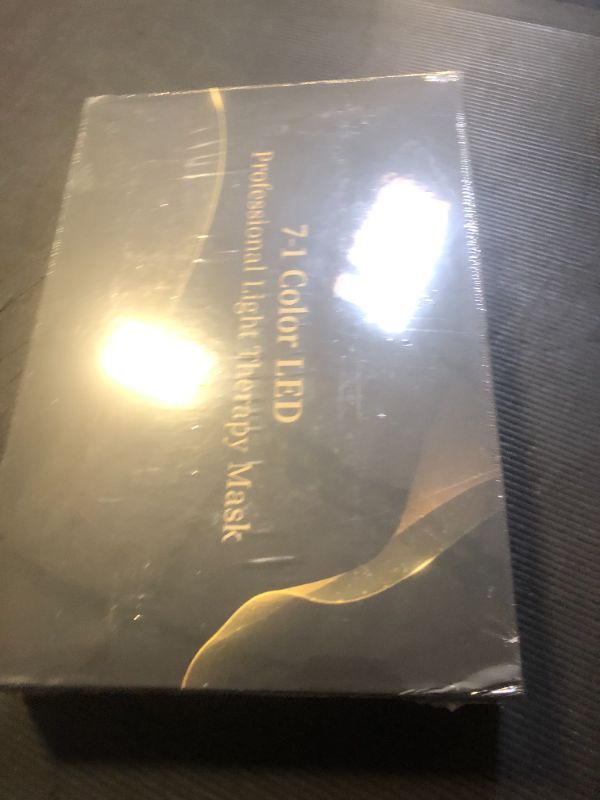 7-1 Color LED
Professional Light Therapy Mask